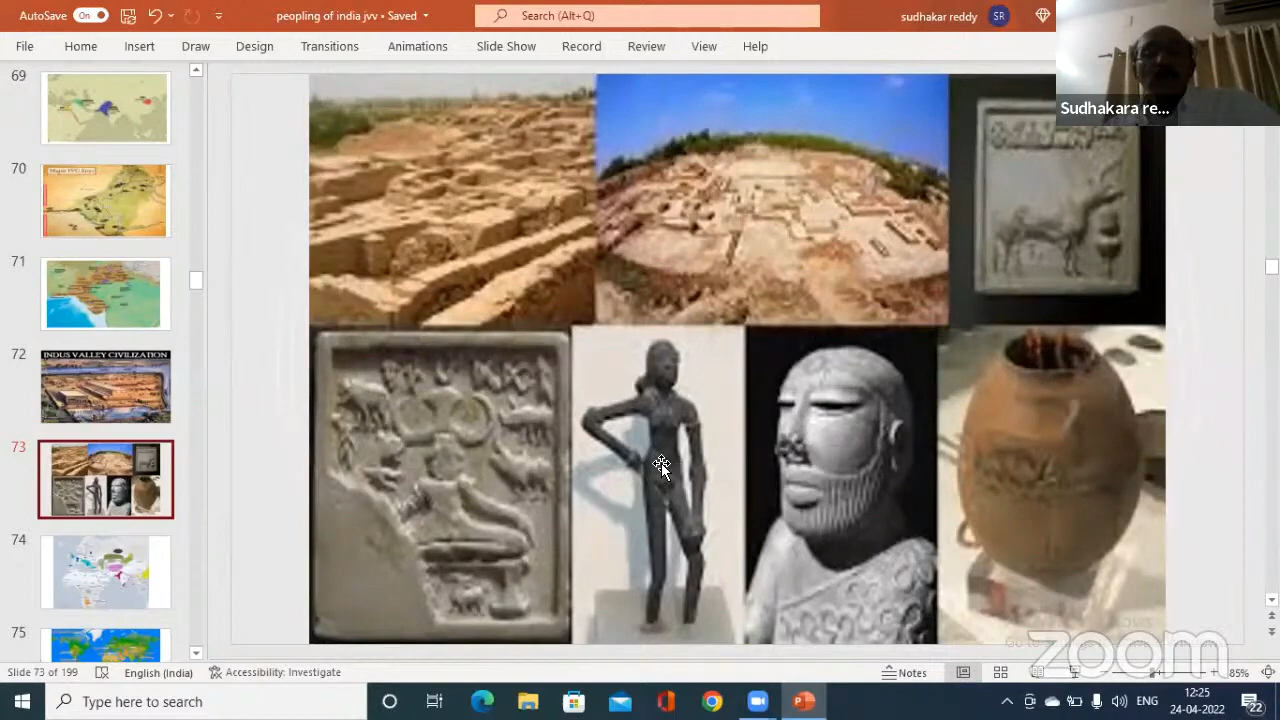 AutoSave On peopling of india jvv • Saved Search (Alt+Q) sudhakar reddy SR
File Home Insert Draw Design Transitions Animations Slide Show Record Review View Help
Sudhakara re...
69
70
71
72
INDUS VALLEY CIVILIZATION
73
74
75
zoom
Slide 73 of 199 English (India) Accessibility: Investigate Notes 85%
Type here to search ENG 12:25
24-04-2022 22